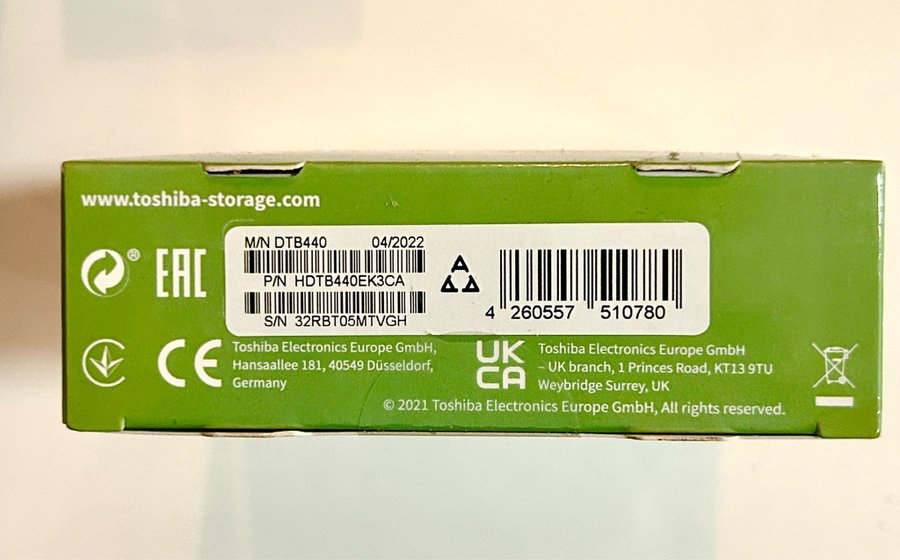 www.toshiba-storage.com
M/N DTB440 04/2022
P/N HDTB440EK3CA
S/N 32RBT05MTVGH
4 260557 510780
® EAC
CE
Toshiba Electronics Europe GmbH,
Hansaallee 181, 40549 Düsseldorf,
Germany
UK
CA
Toshiba Electronics Europe GmbH
– UK branch, 1 Princes Road, KT13 9TU
Weybridge Surrey, UK
© 2021 Toshiba Electronics Europe GmbH, All rights reserved.